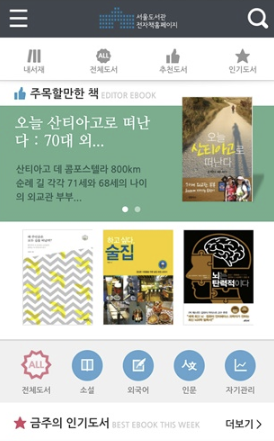 서울도서관
전자책홈페이지
내서재
전체도서
추천도서
인기도서
주목할만한 책 EDITOR EBOOK
오늘 산티아고로 떠난
다 : 70대 외...
산티아고 데 콤포스텔라 800km
순례 길 각각 71세와 68세의 나이
의 외교관 부부...
오늘
산티아고로
떠난다
술집
뇌는
탄력적이다
ALL
전체도서
소설
외국어
인문
자기관리
금주의 인기도서 BEST EBOOK THIS WEEK
더보기 >